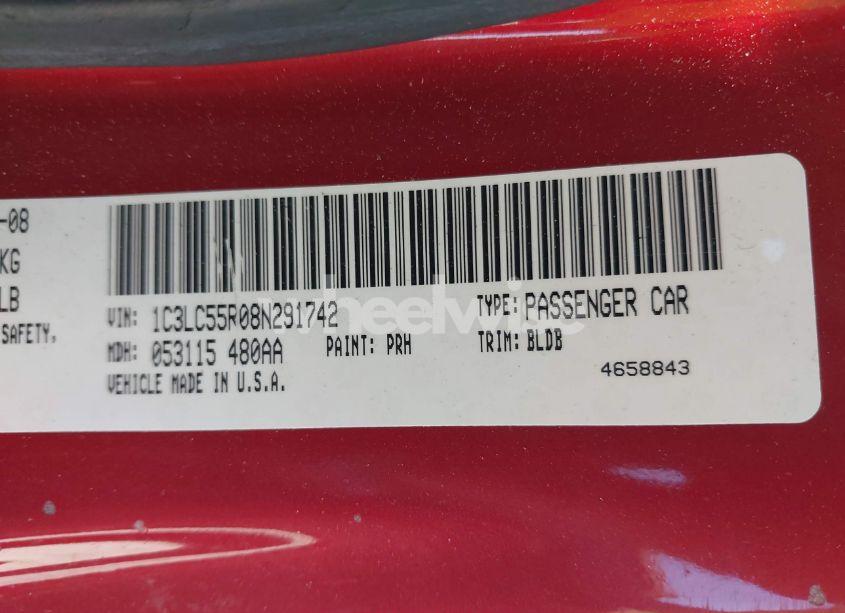 -08
KG
LB
SAFETY,
VIN: 1C3LC55R08N291742 TYPE: PASSENGER CAR
MDH: 053115 480AA PAINT: PRH TRIM: BLDB
VEHICLE MADE IN U.S.A. 4658843
wheelwise